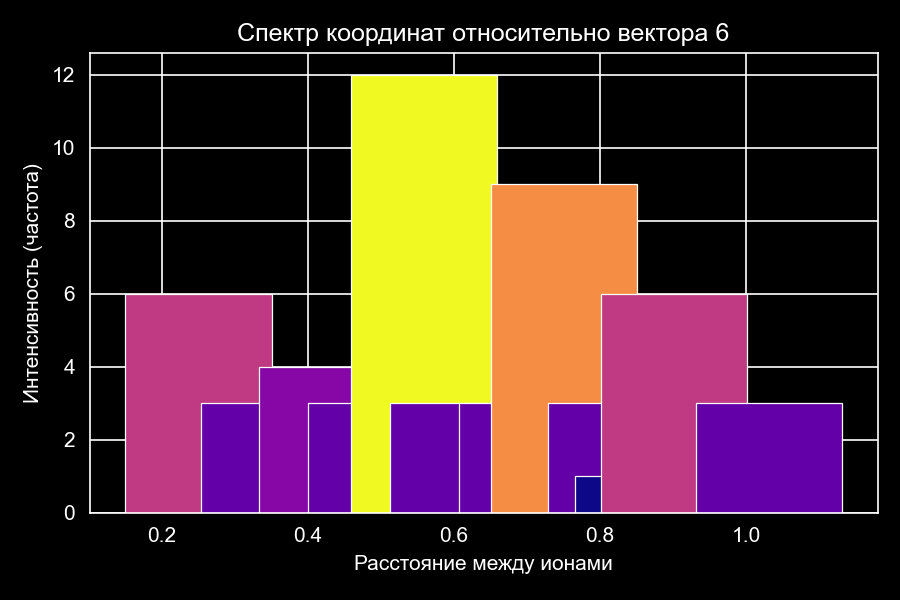 Спектр координат относительно вектора 6
Интенсивность (частота)
12
10
8
6
4
2
0
0.2 0.4 0.6 0.8 1.0
Расстояние между ионами